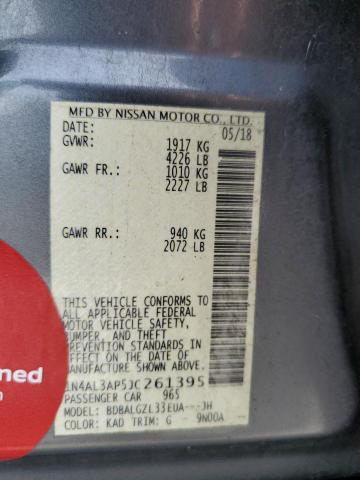 MFD BY NISSAN MOTOR CO., LTD.
DATE: 05/18
GVWR: 1917 KG
4226 LB
GAWR FR.: 1010 KG
2227 LB
GAWR RR.: 940 KG
2072 LB
THIS VEHICLE CONFORMS TO
ALL APPLICABLE FEDERAL
MOTOR VEHICLE SAFETY,
BUMPER, AND THEFT
PREVENTION STANDARDS
IN EFFECT ON THE DATE OF
MANUFACTURE SHOWN ABOVE.
1N4AL3AP5JC261395
PASSENGER CAR 965
MODEL: BDBALGZL33EUA---JH
COLOR: KAD TRIM: G 9N00A
ned
n